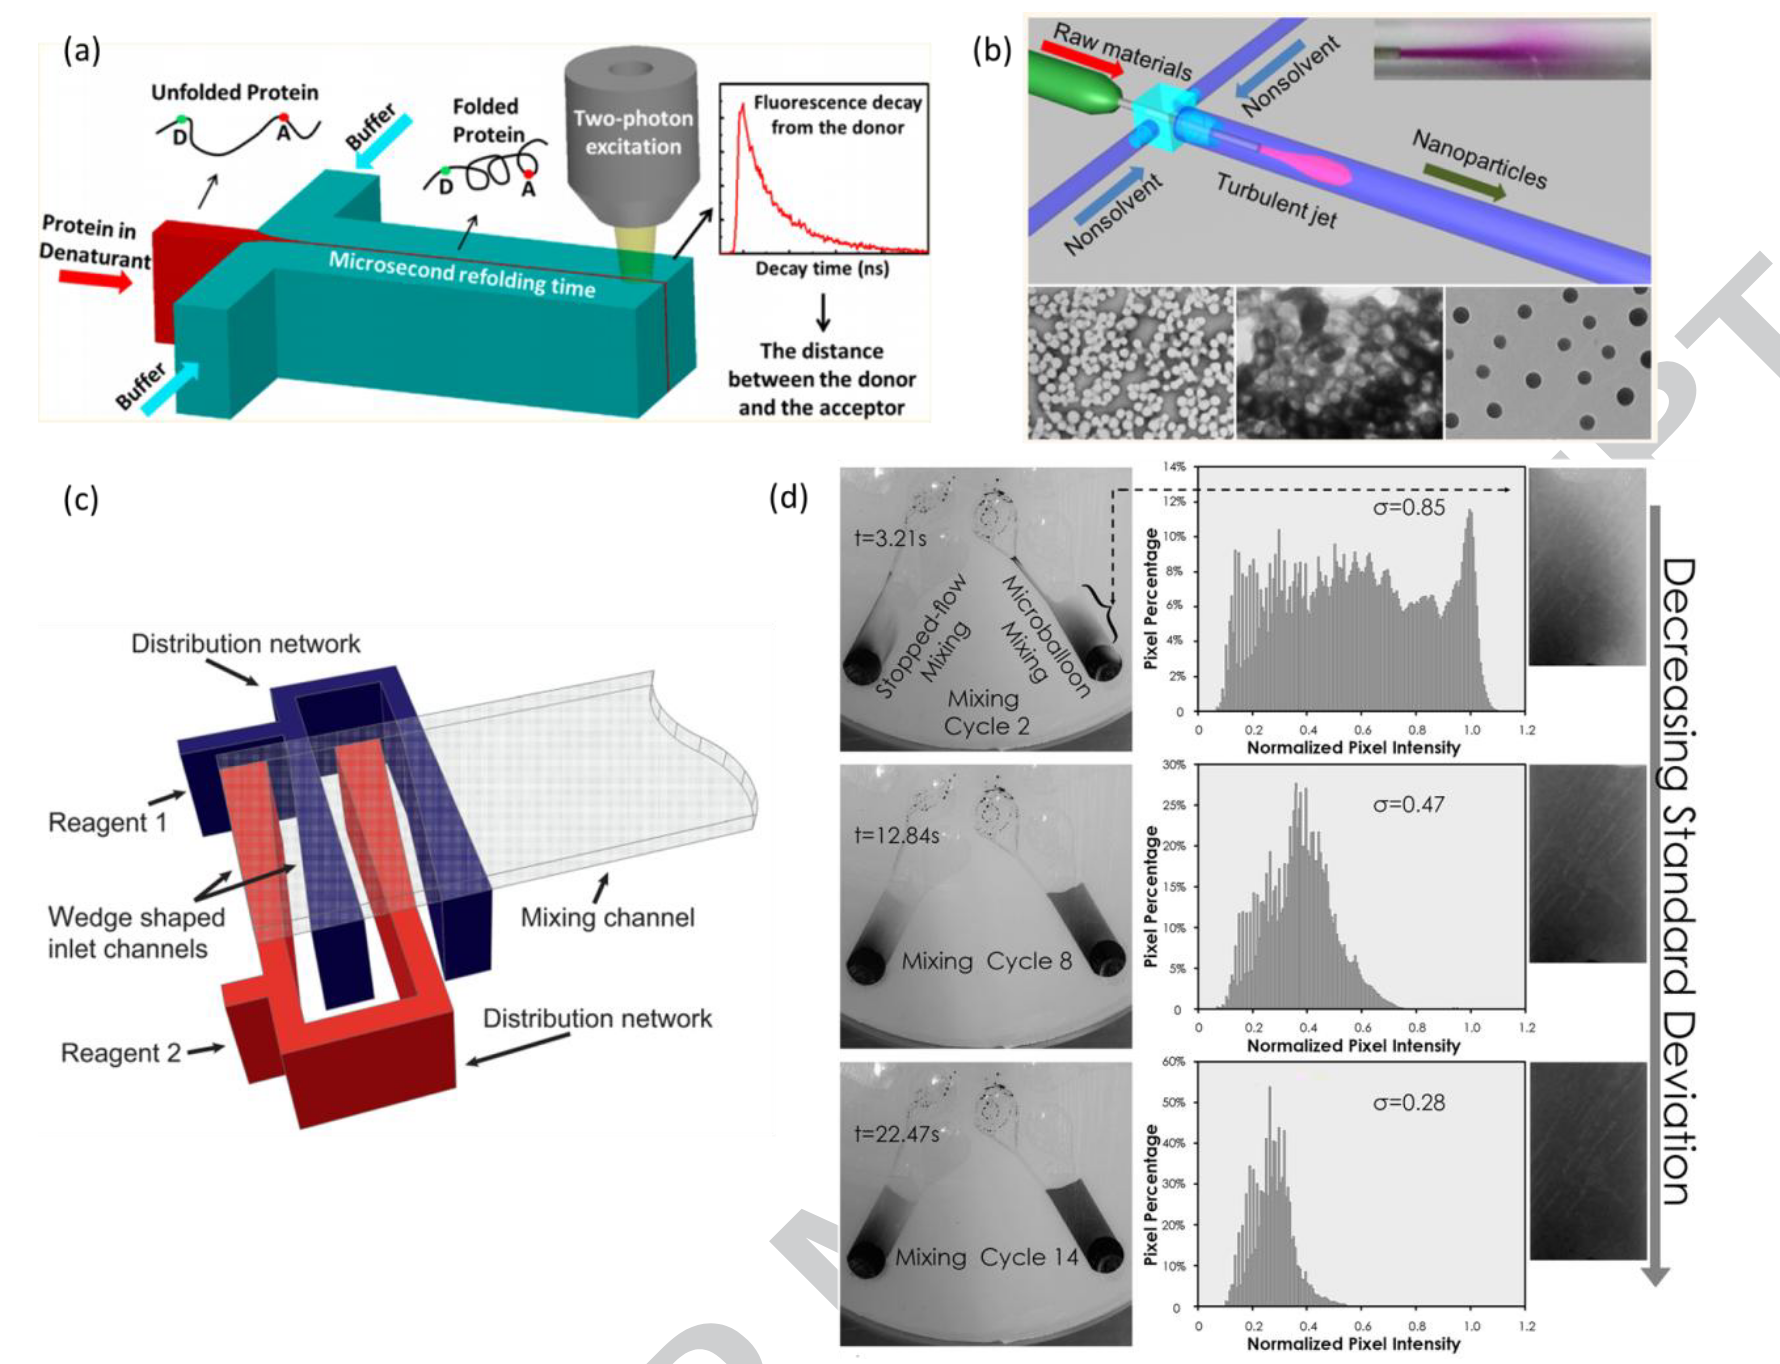 (a)
Unfolded Protein
D
A
Buffer
Folded
Protein
D
A
Two-photon
excitation
Fluorescence decay
from the donor
Decay time (ns)
Protein in
Denaturant
Microsecond refolding time
Buffer
The distance
between the donor
and the acceptor
(b)
Raw materials
Nonsolvent
Nanoparticles
Turbulent jet
Nonsolvent
(c)
Distribution network
Reagent 1
Wedge shaped
inlet channels
Mixing channel
Reagent 2
Distribution network
(d)
t=3.21s
Stopped-flow
Mixing
Microballoon
Mixing
Mixing
Cycle 2
Pixel Percentage
14%
12%
10%
8%
6%
4%
2%
0
σ=0.85
0 0.2 0.4 0.6 0.8 1.0 1.2
Normalized Pixel Intensity
t=12.84s
Mixing Cycle 8
Pixel Percentage
30%
25%
20%
15%
10%
5%
0
σ=0.47
0 0.2 0.4 0.6 0.8 1.0 1.2
Normalized Pixel Intensity
t=22.47s
Mixing Cycle 14
Pixel Percentage
60%
50%
40%
30%
20%
10%
0
σ=0.28
0 0.2 0.4 0.6 0.8 1.0 1.2
Normalized Pixel Intensity
Decreasing Standard Deviation